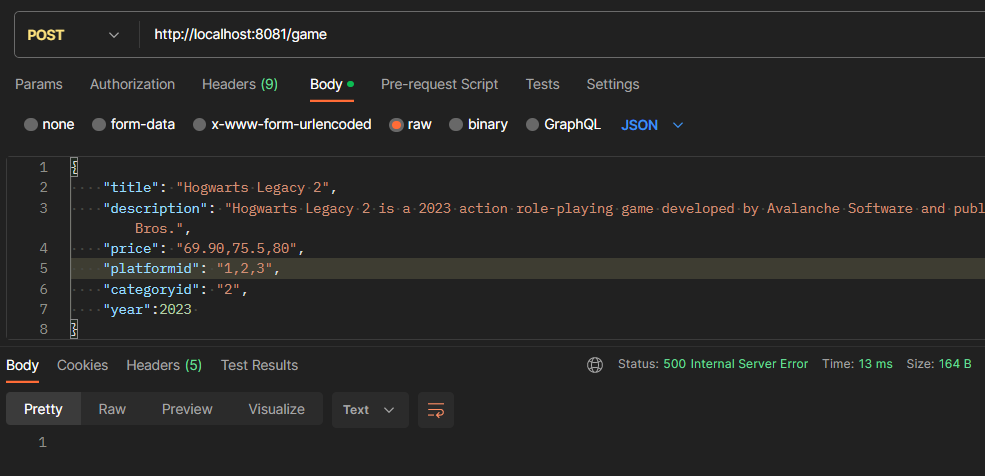 POST http://localhost:8081/game
Params Authorization Headers (9) Body Pre-request Script Tests Settings
none form-data x-www-form-urlencoded raw binary GraphQL JSON
1 {
2 "title": "Hogwarts Legacy 2",
3 "description": "Hogwarts Legacy 2 is a 2023 action role-playing game developed by Avalanche Software and publ
Bros.",
4 "price": "69.90,75.5,80",
5 "platformid": "1,2,3",
6 "categoryid": "2",
7 "year":2023
8 }
Body Cookies Headers (5) Test Results Status: 500 Internal Server Error Time: 13 ms Size: 164 B
Pretty Raw Preview Visualize Text
1